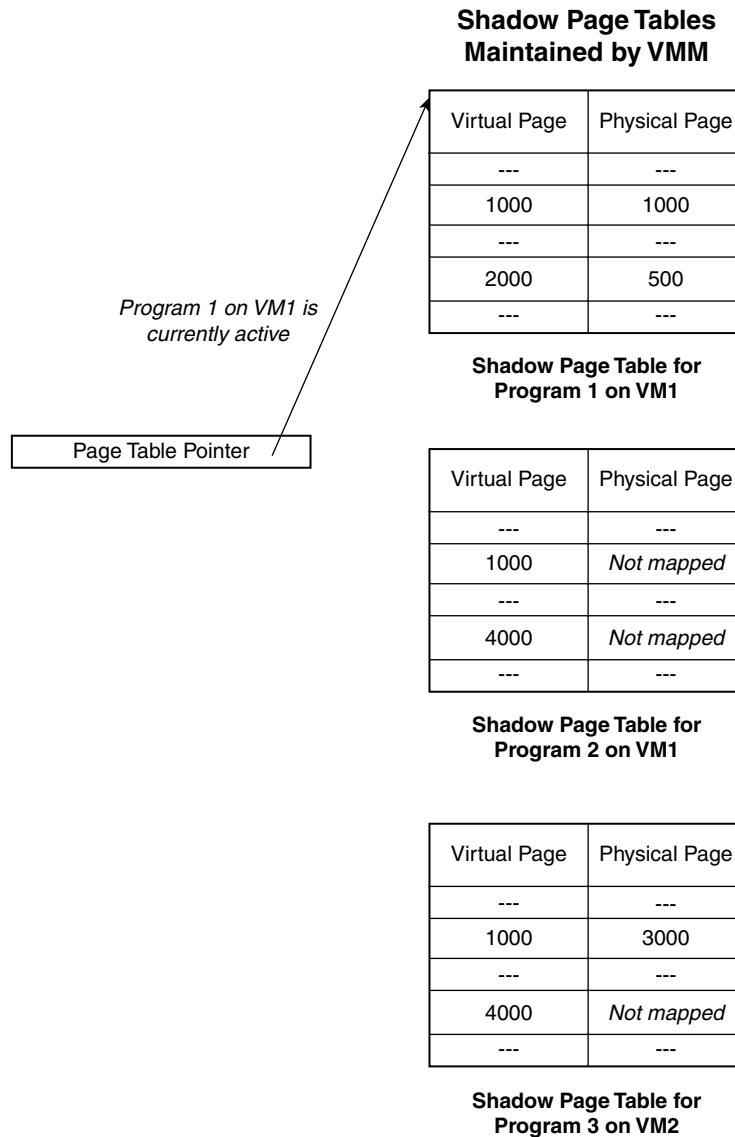 Shadow Page Tables
Maintained by VMM
Virtual Page Physical Page
--- ---
1000 1000
--- ---
2000 500
--- ---
Program 1 on VM1 is
currently active
Shadow Page Table for
Program 1 on VM1
Page Table Pointer
Virtual Page Physical Page
--- ---
1000 Not mapped
--- ---
4000 Not mapped
--- ---
Shadow Page Table for
Program 2 on VM1
Virtual Page Physical Page
--- ---
1000 3000
--- ---
4000 Not mapped
--- ---
Shadow Page Table for
Program 3 on VM2